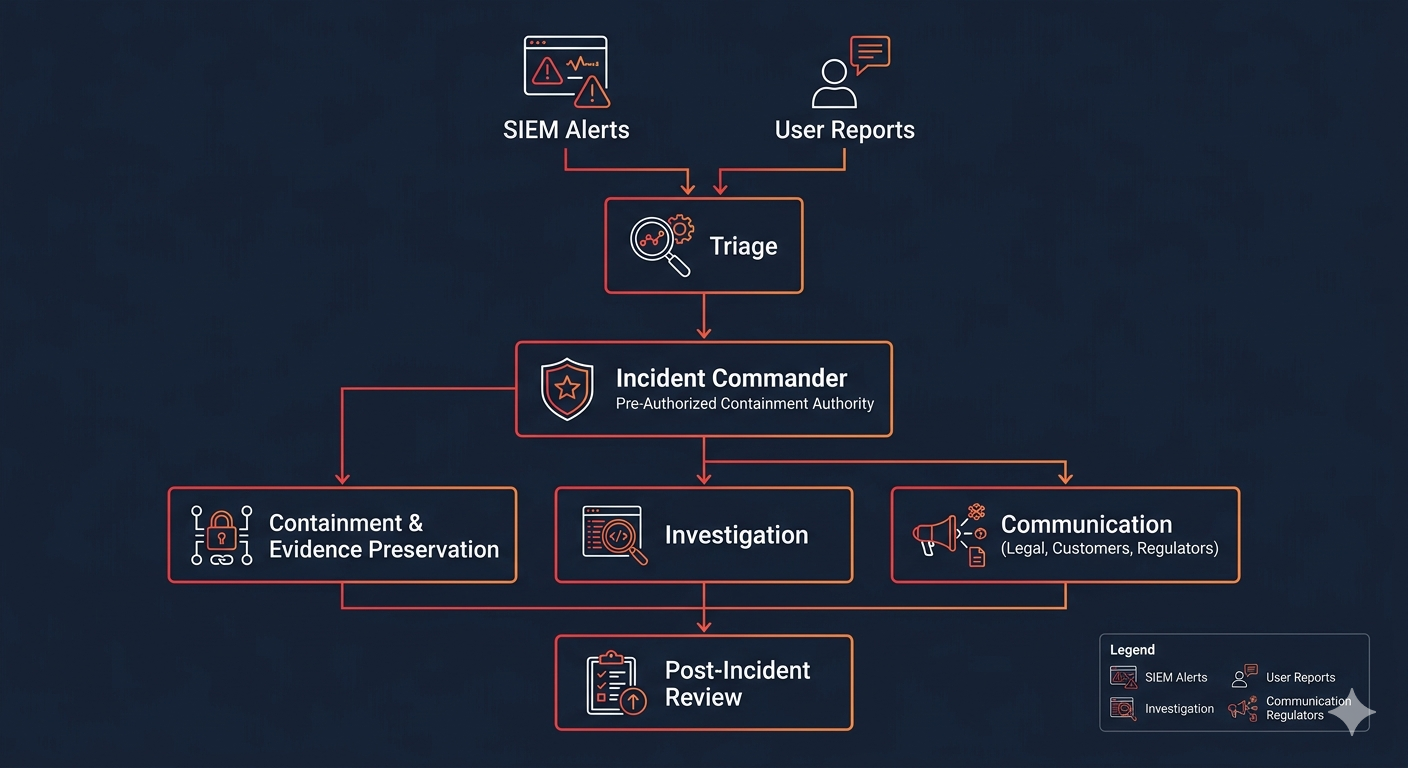 SIEM Alerts
User Reports
Triage
Incident Commander
Pre-Authorized Containment Authority
Containment &
Evidence Preservation
Investigation
Communication
(Legal, Customers, Regulators)
Post-Incident
Review
Legend
SIEM Alerts
User Reports
Investigation
Communication
Regulators